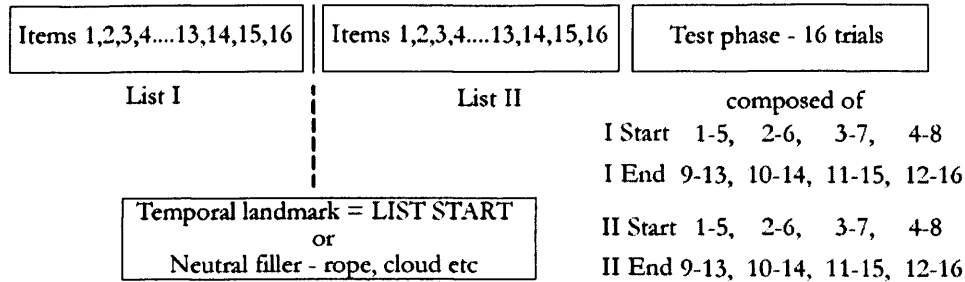 Items 1,2,3,4....13,14,15,16
Items 1,2,3,4....13,14,15,16
Test phase - 16 trials
List I
List II
composed of
I Start 1-5, 2-6, 3-7, 4-8
I End 9-13, 10-14, 11-15, 12-16
II Start 1-5, 2-6, 3-7, 4-8
II End 9-13, 10-14, 11-15, 12-16
Temporal landmark = LIST START
or
Neutral filler - rope, cloud etc